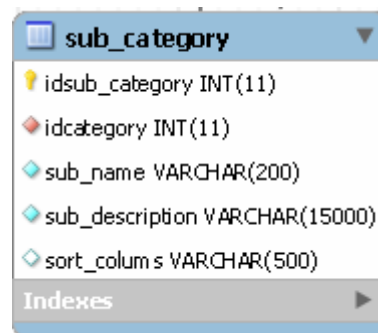 sub_category
idsub_category INT(11)
idcategory INT(11)
sub_name VARCHAR(200)
sub_description VARCHAR(15000)
sort_colums VARCHAR(500)
Indexes